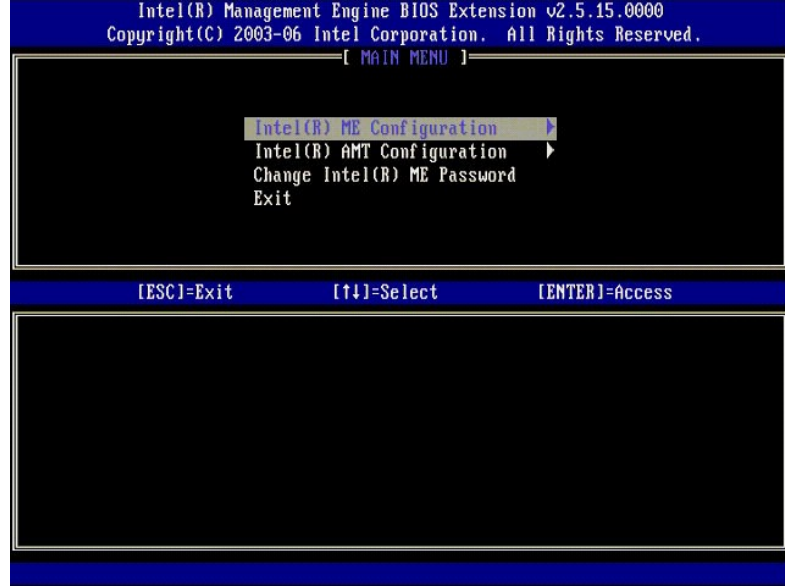 Intel(R) Management Engine BIOS Extension v2.5.15.0000
Copyright(C) 2003-06 Intel Corporation. All Rights Reserved.
[ MAIN MENU ]
Intel(R) ME Configuration ►
Intel(R) AMT Configuration ►
Change Intel(R) ME Password
Exit
[ESC]=Exit [↑↓]=Select [ENTER]=Access